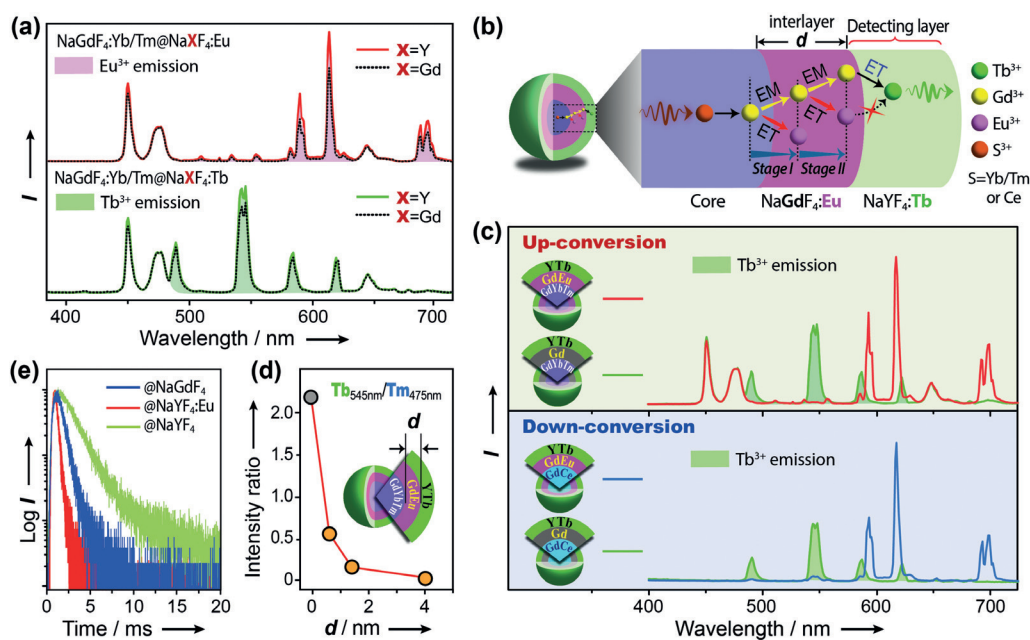 (a)
NaGdF₄:Yb/Tm@NaXF₄:Eu
Eu³⁺ emission
X=Y
X=Gd
NaGdF₄:Yb/Tm@NaXF₄:Tb
Tb³⁺ emission
X=Y
X=Gd
I
400 500 600 700
Wavelength / nm
(b)
interlayer
d
Detecting layer
EM
EM
ET
ET
ET
Stage I
Stage II
Core
NaGdF₄:Eu
NaYF₄:Tb
Tb³⁺
Gd³⁺
Eu³⁺
S³⁺
S=Yb/Tm
or Ce
(c)
Up-conversion
Tb³⁺ emission
YTb
GdEu
GdYbTm
YTb
Gd
GdYbTm
Down-conversion
Tb³⁺ emission
YTb
GdEu
GdCe
YTb
Gd
GdCe
I
400 500 600 700
Wavelength / nm
(e)
@NaGdF₄
@NaYF₄:Eu
@NaYF₄
Log I
0 5 10 15 20
Time / ms
(d)
Tb₅₄₅ₙₘ/Tm₄₇₅ₙₘ
d
GdYbTm
GdEu
YTb
Intensity ratio
2.0
1.0
0
0 2 4
d / nm